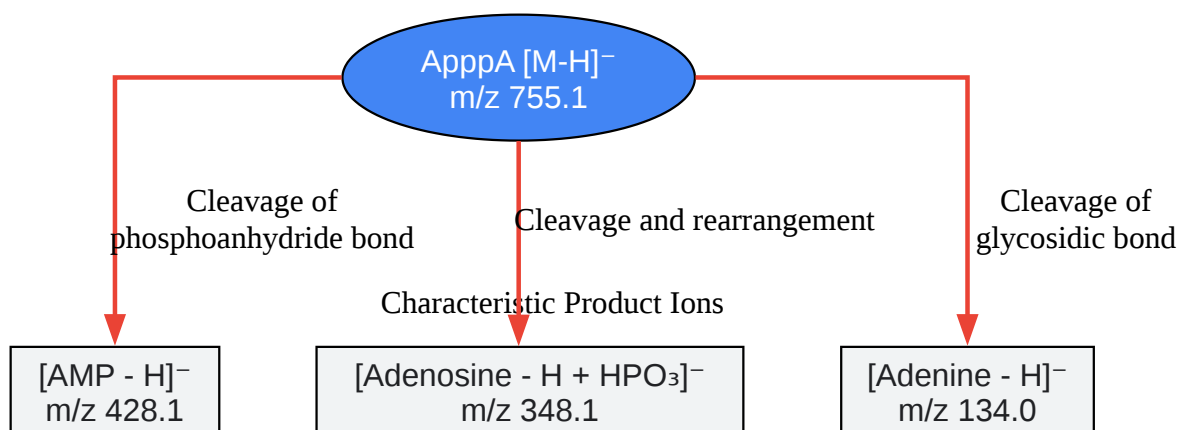 ApppA [M-H]⁻
m/z 755.1
Cleavage of
phosphoanhydride bond
Cleavage and rearrangement
Cleavage of
glycosidic bond
Characteristic Product Ions
[AMP - H]⁻
m/z 428.1
[Adenosine - H + HPO₃]⁻
m/z 348.1
[Adenine - H]⁻
m/z 134.0